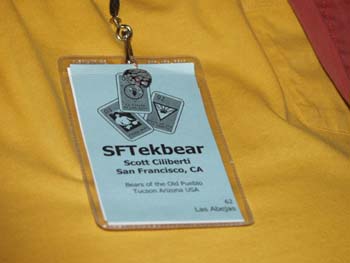 SFTekbear
Scott Ciliberti
San Francisco, CA
Bears of the Old Pueblo
Tucson Arizona USA
62
Las Abejas